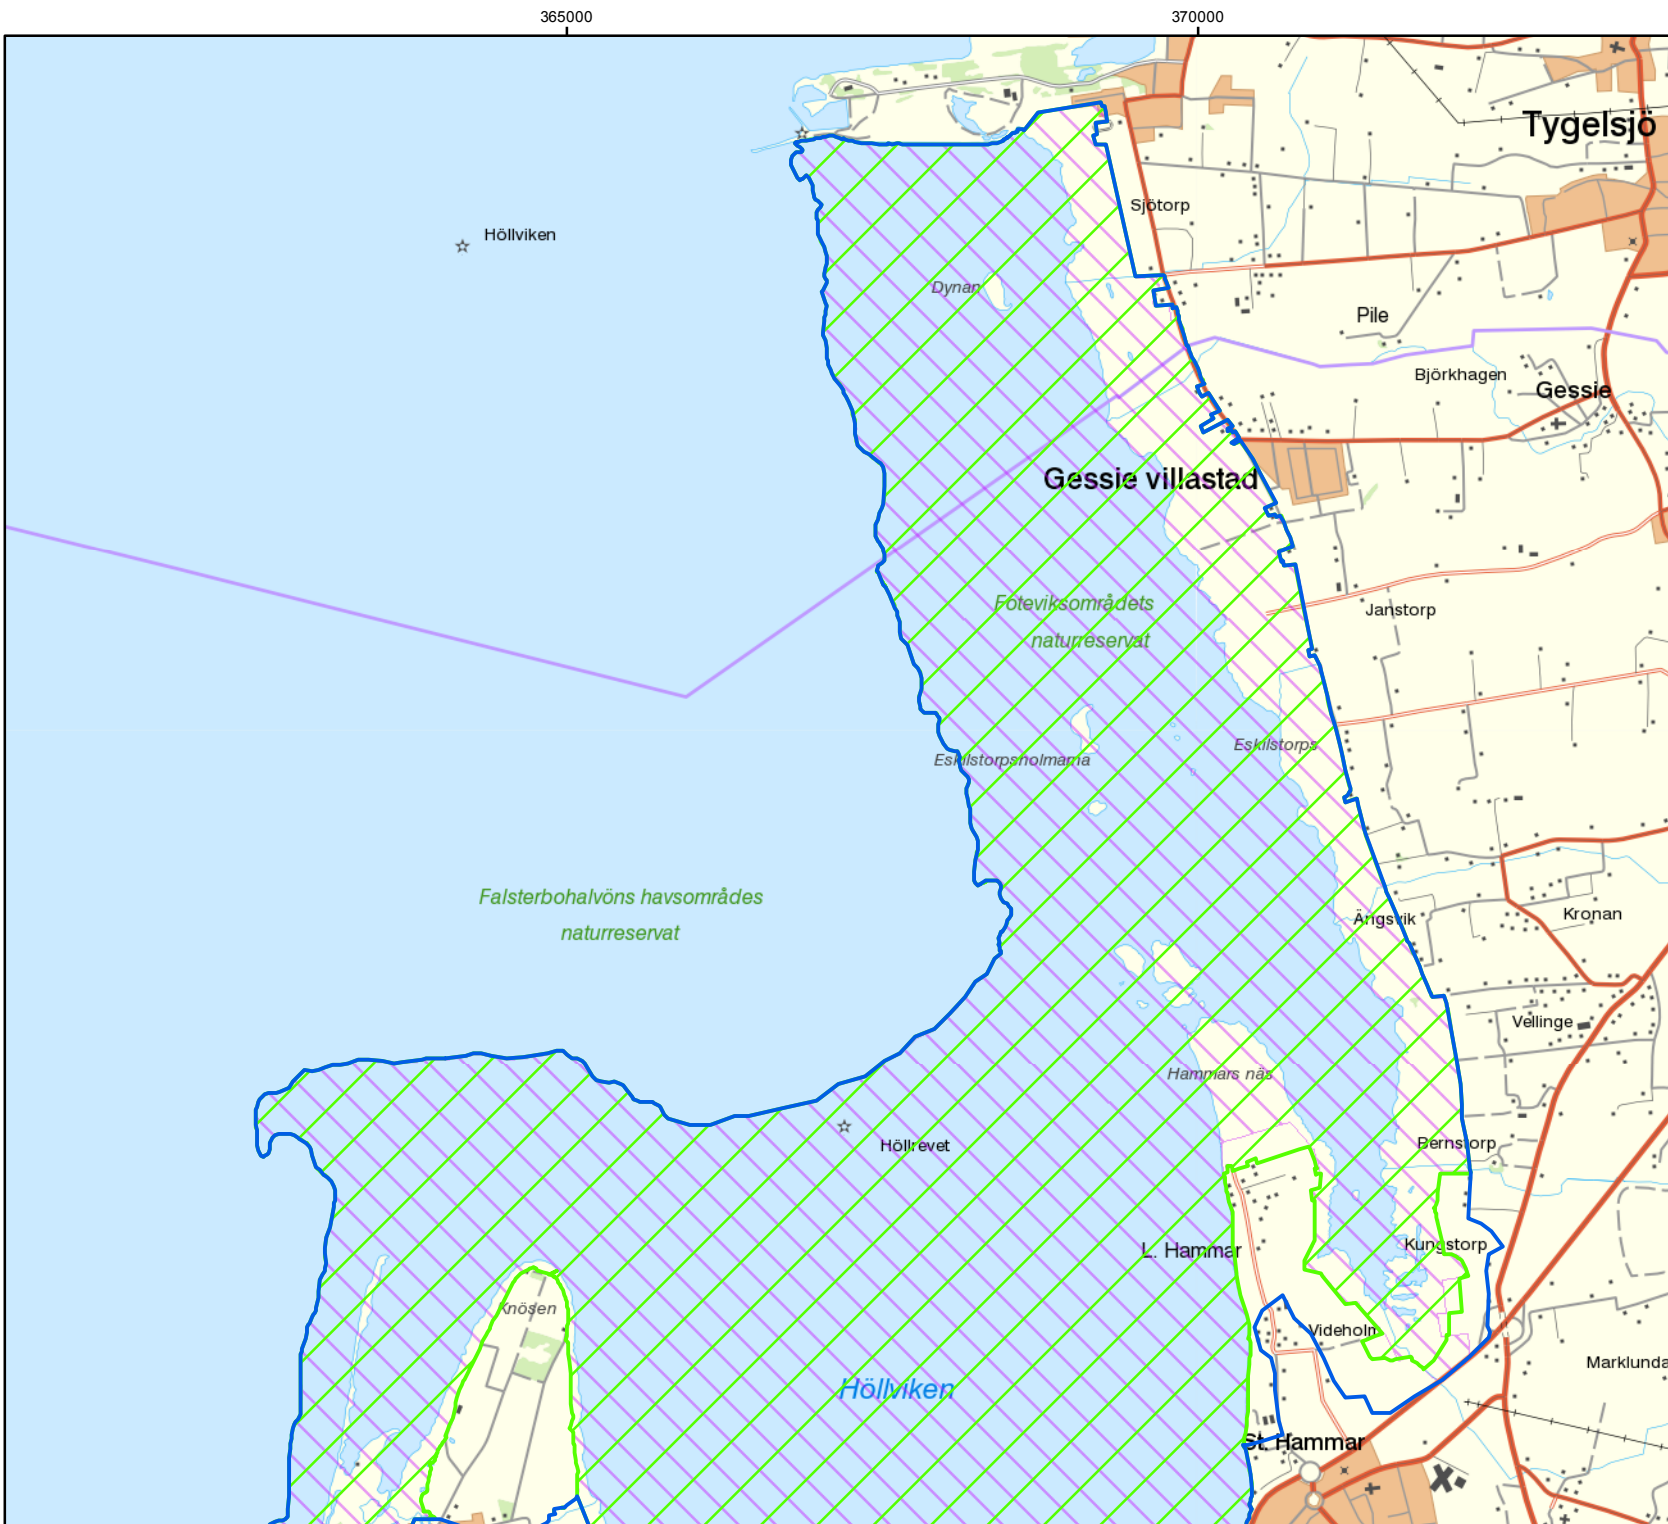 365000
370000
Tygelsjö
Sjötorp
Höllviken
Dynan
Pile
Björkhagen
Gessie
Gessie villastad
Foteviksområdets
naturreservat
Janstorp
Eskilstorps
Eskilstorpsholmarna
Falsterbohalvöns havsområdes
naturreservat
Ängsvik
Kronan
Vellinge
Hammars näs
Höllrevet
Bernstorp
L. Hammar
Kungstorp
Knösen
Videholm
Marklunda
Höllviken
St. Hammar